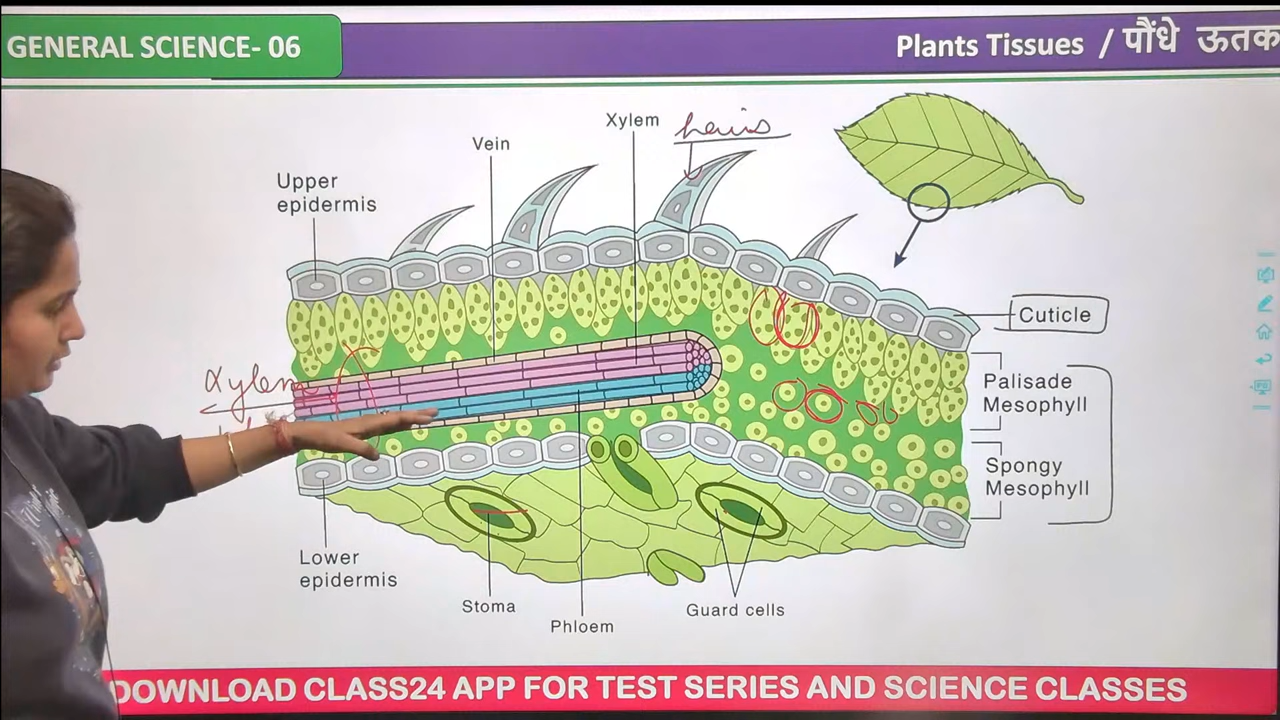 GENERAL SCIENCE- 06
Plants Tissues / पौंधे ऊतक
Xylem
hairs
Vein
Upper
epidermis
Cuticle
Xylem
Palisade
Mesophyll
Spongy
Mesophyll
Lower
epidermis
Stoma
Guard cells
Phloem
DOWNLOAD CLASS24 APP FOR TEST SERIES AND SCIENCE CLASSES